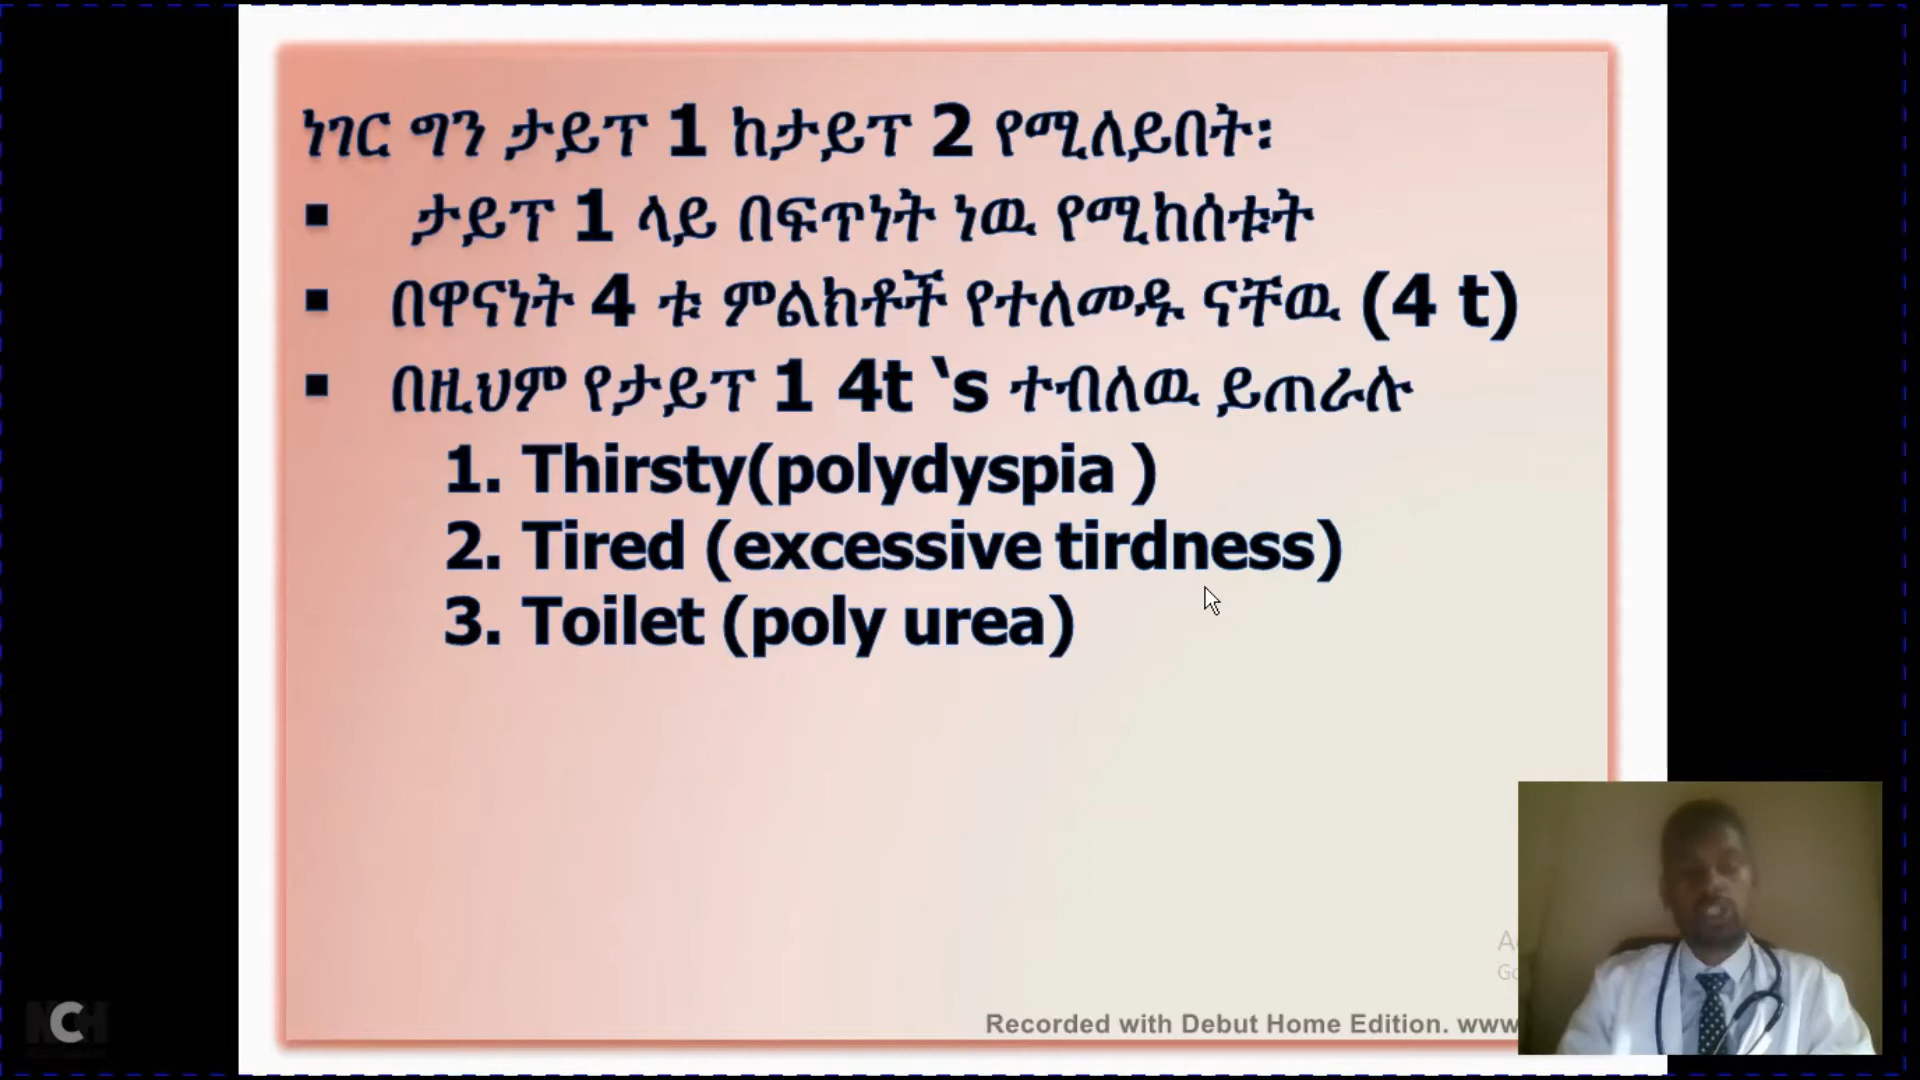 ነገር ግን ታይፕ 1 ከታይፕ 2 የሚለይበት፡
▪ ታይፕ 1 ላይ በፍጥነት ነዉ የሚከሰቱት
▪ በዋናነት 4 ቱ ምልክቶች የተለመዱ ናቸዉ (4 t)
▪ በዚህም የታይፕ 1 4t ‘s ተብለዉ ይጠራሉ
1. Thirsty(polydyspia )
2. Tired (excessive tirdness)
3. Toilet (poly urea)
Recorded with Debut Home Edition. www
NCH